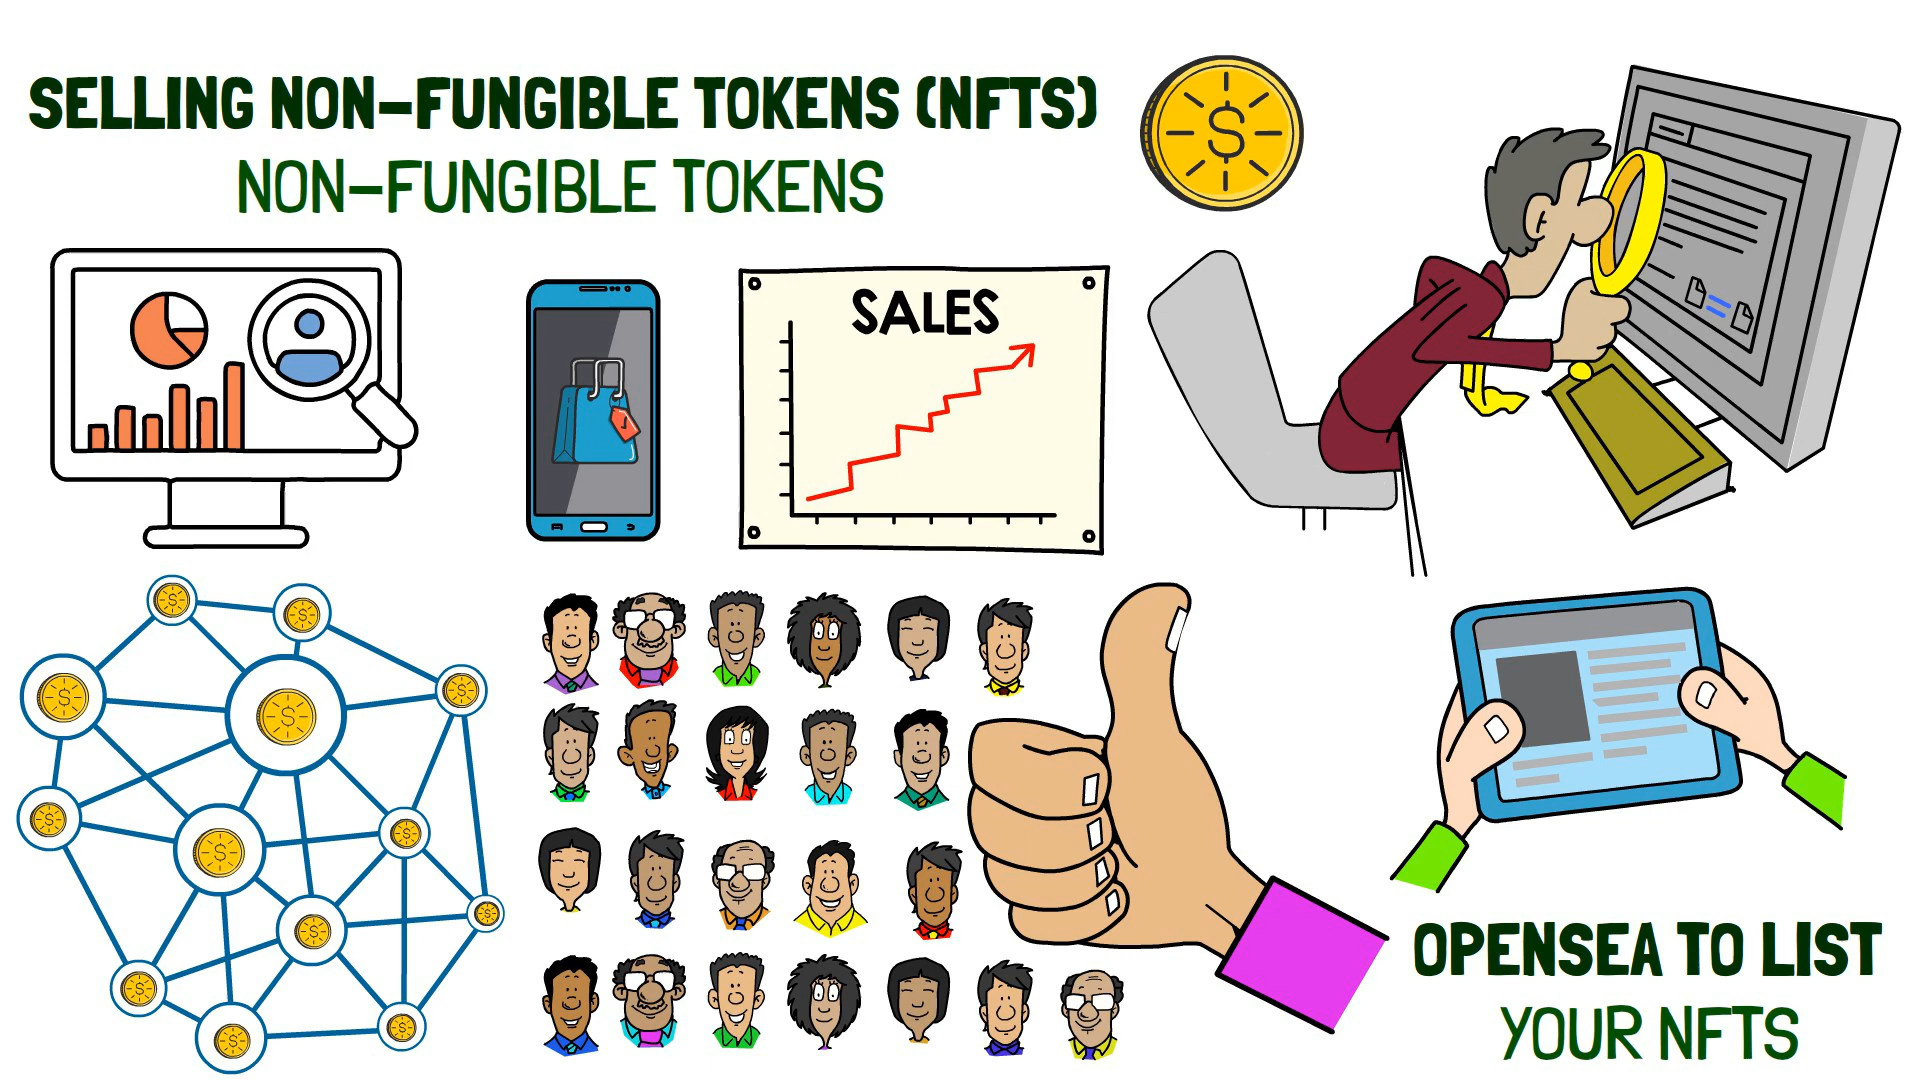 SELLING NON-FUNGIBLE TOKENS (NFTS)
NON-FUNGIBLE TOKENS
$
SALES
OPENSEA TO LIST
YOUR NFTS